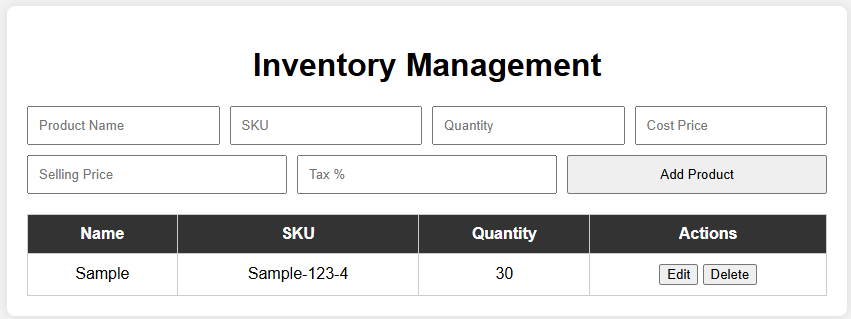 Inventory Management
Product Name SKU Quantity Cost Price
Selling Price Tax % Add Product
Name SKU Quantity Actions
Sample Sample-123-4 30 Edit Delete